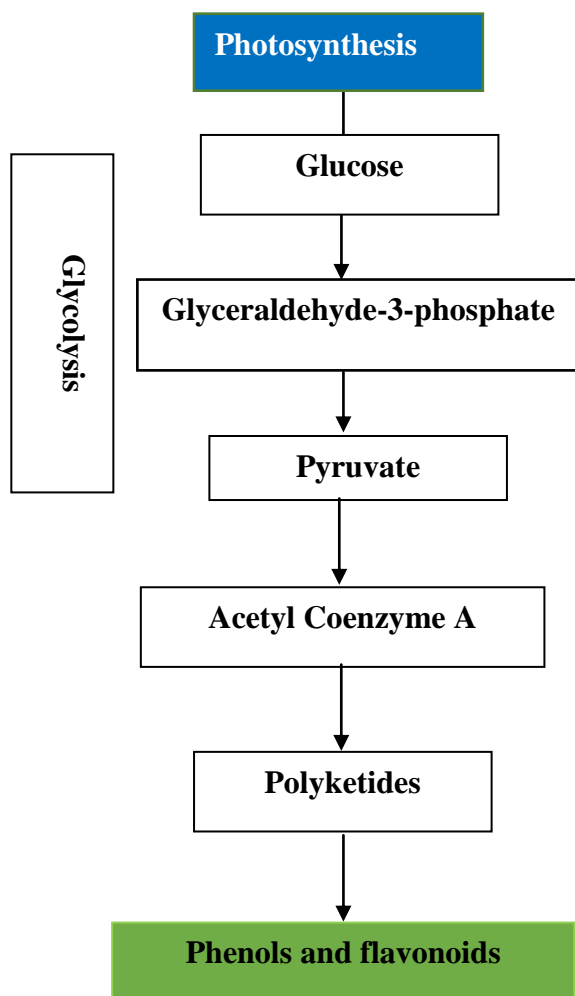 Photosynthesis
Glucose
Glycolysis
Glyceraldehyde-3-phosphate
Pyruvate
Acetyl Coenzyme A
Polyketides
Phenols and flavonoids